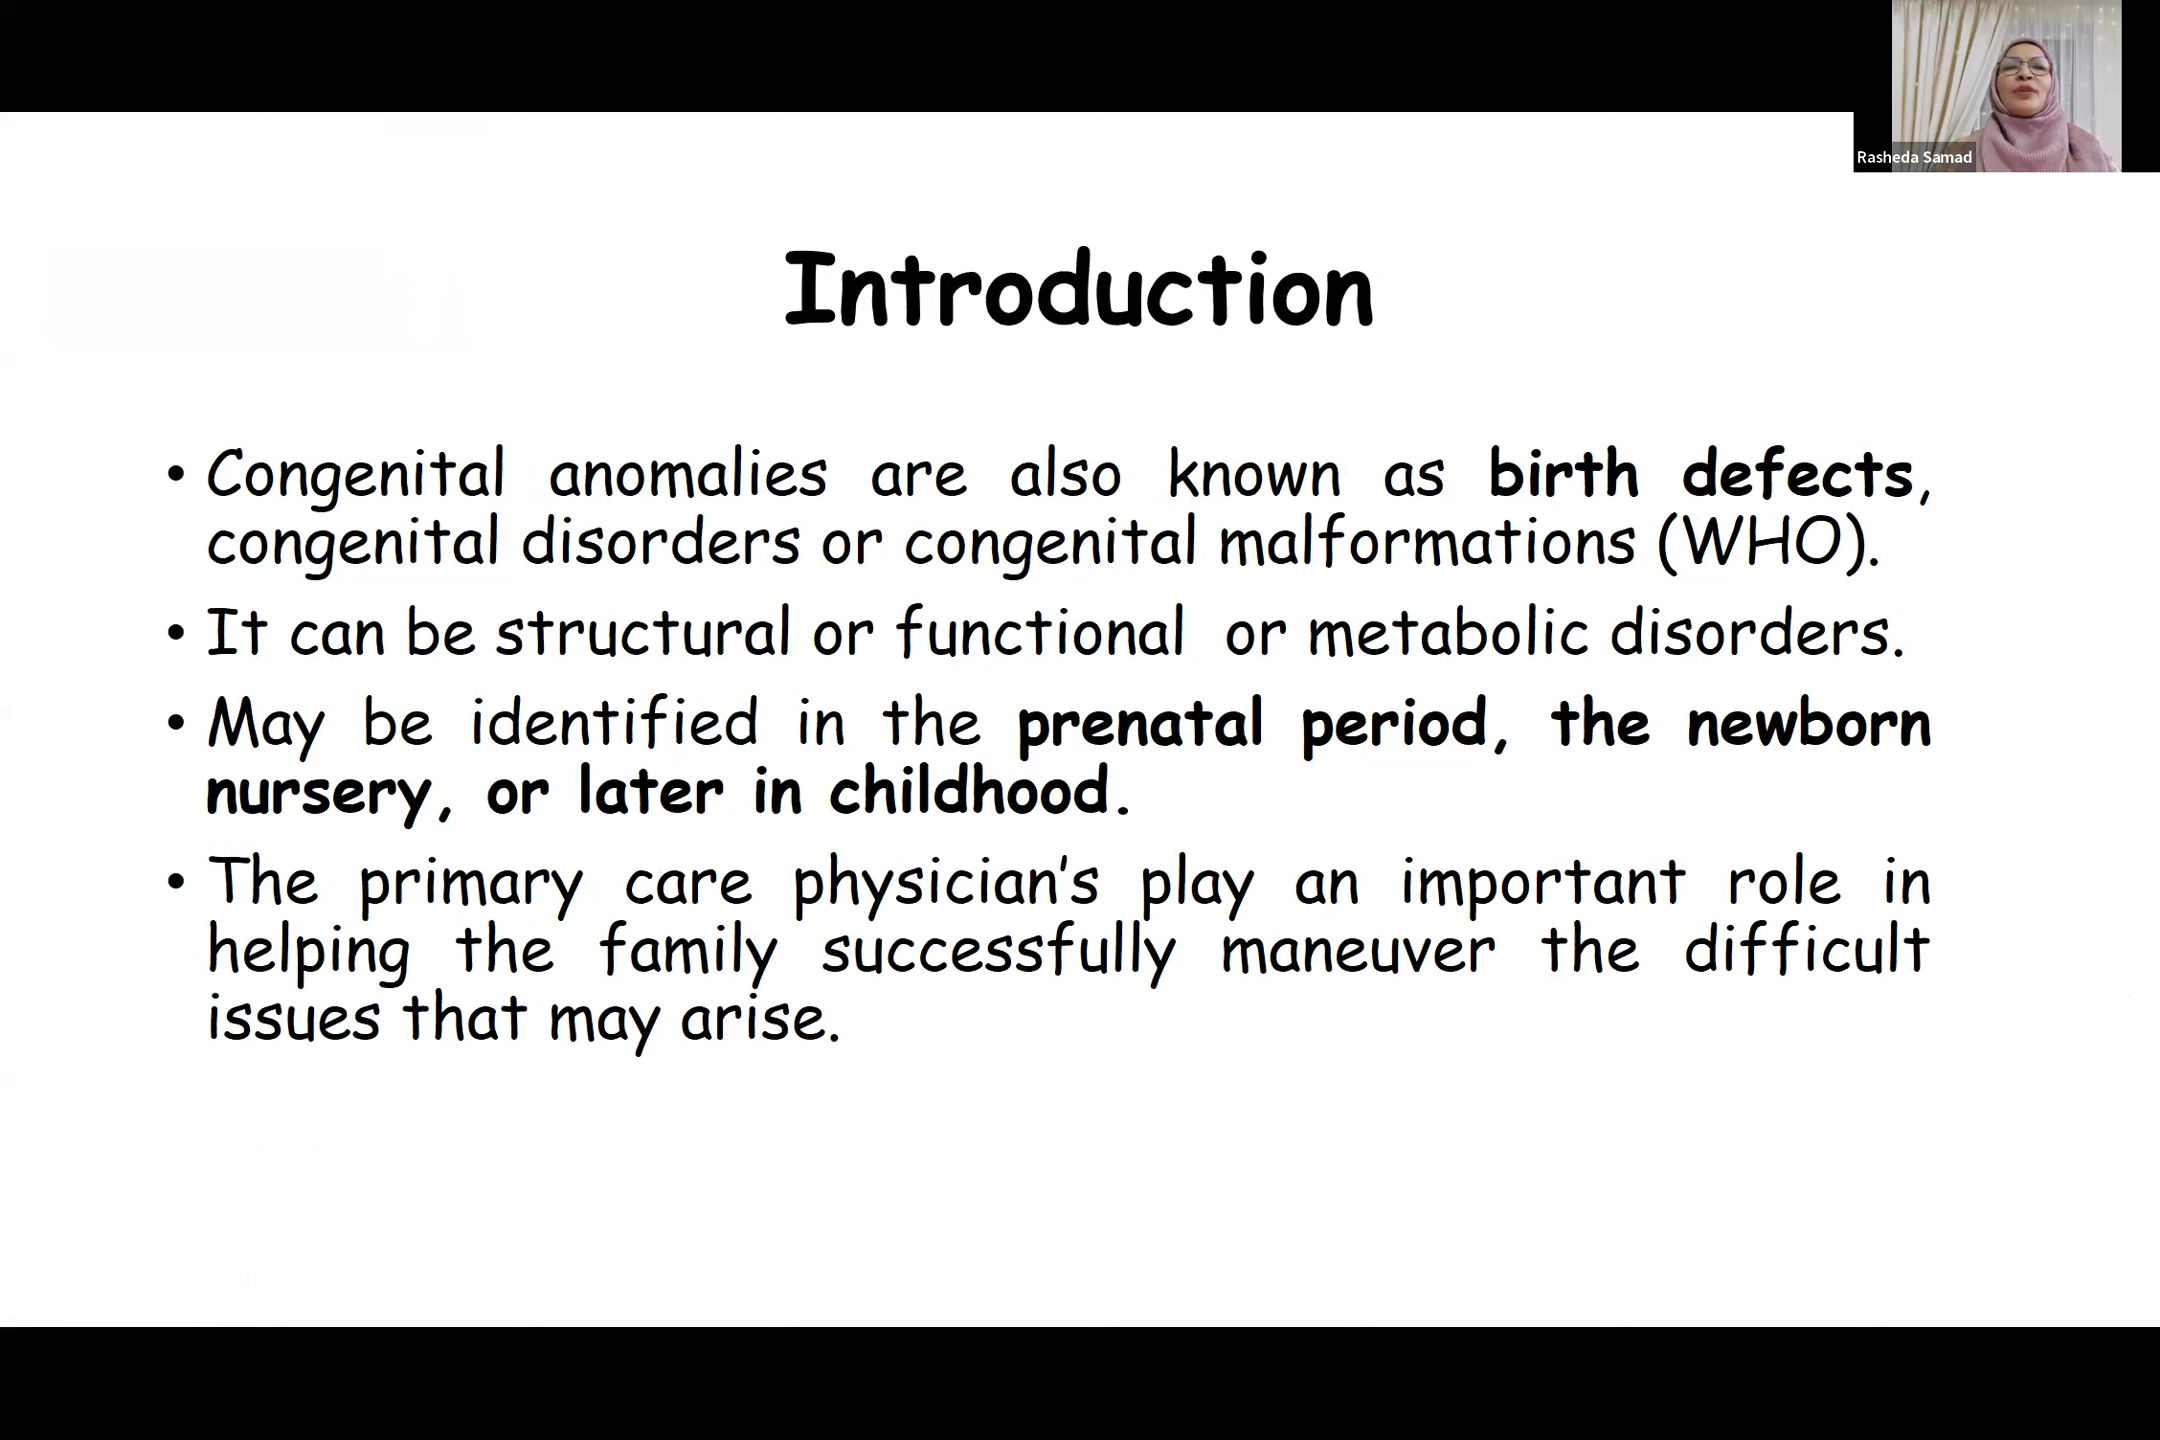 Rasheda Samad
Introduction
• Congenital anomalies are also known as birth defects,
congenital disorders or congenital malformations (WHO).
• It can be structural or functional or metabolic disorders.
• May be identified in the prenatal period, the newborn
nursery, or later in childhood.
• The primary care physician's play an important role in
helping the family successfully maneuver the difficult
issues that may arise.